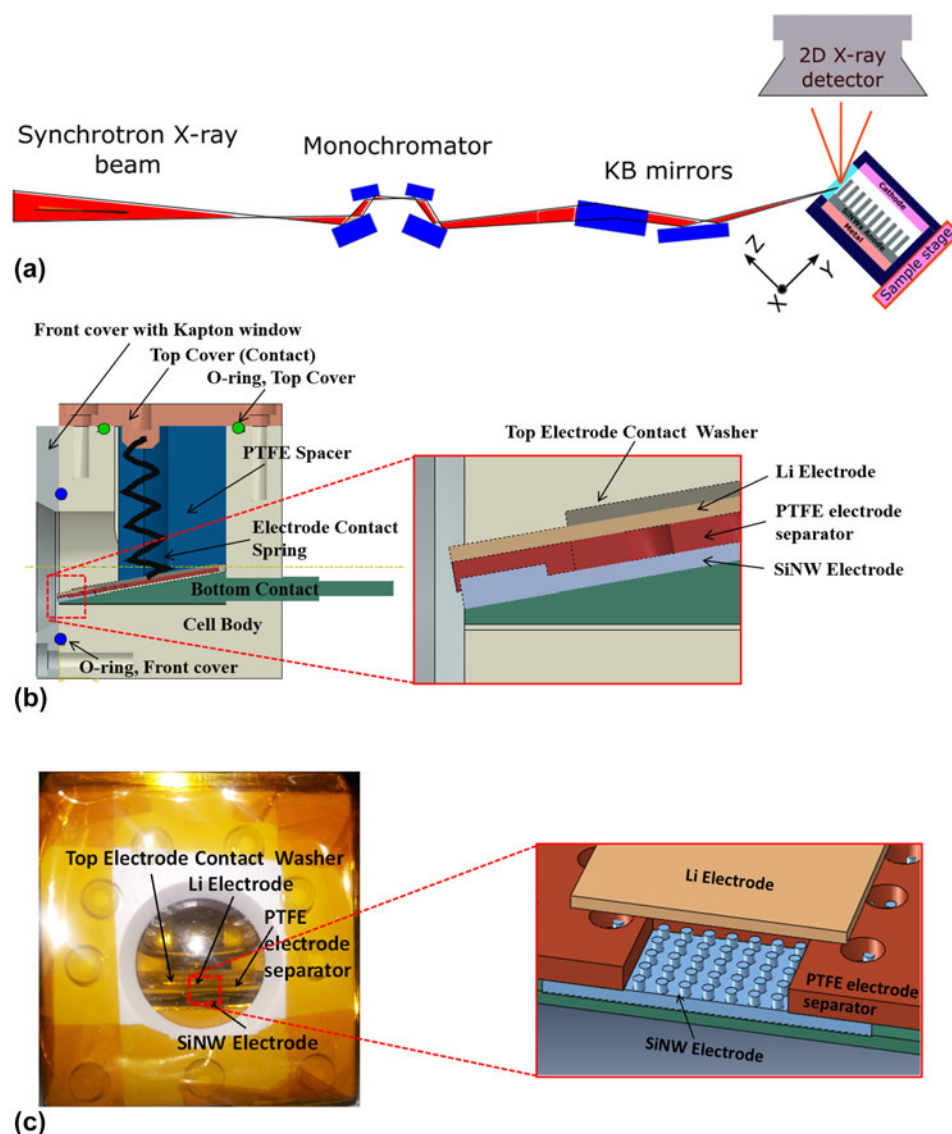 2D X-ray
detector
Synchrotron X-ray
beam
Monochromator
KB mirrors
Cathode
SiNWs Anode
Metal
Sample stage
Z
Y
X
(a)
Front cover with Kapton window
Top Cover (Contact)
O-ring, Top Cover
PTFE Spacer
Electrode Contact
Spring
Bottom Contact
Cell Body
O-ring, Front cover
Top Electrode Contact Washer
Li Electrode
PTFE electrode
separator
SiNW Electrode
(b)
Top Electrode Contact Washer
Li Electrode
PTFE
electrode
separator
SiNW Electrode
Li Electrode
PTFE electrode
separator
SiNW Electrode
(c)